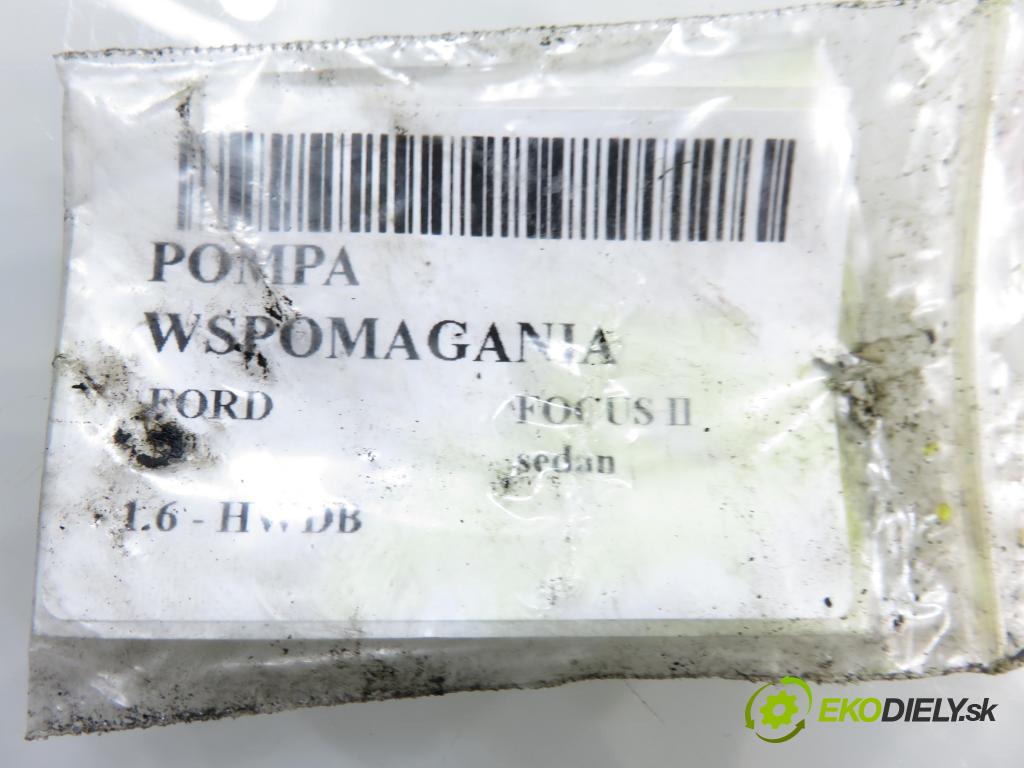 POMPA
WSPOMAGANIA
FORD FOCUS II
sedan
1.6 - HWDB
EKODIELY.sk